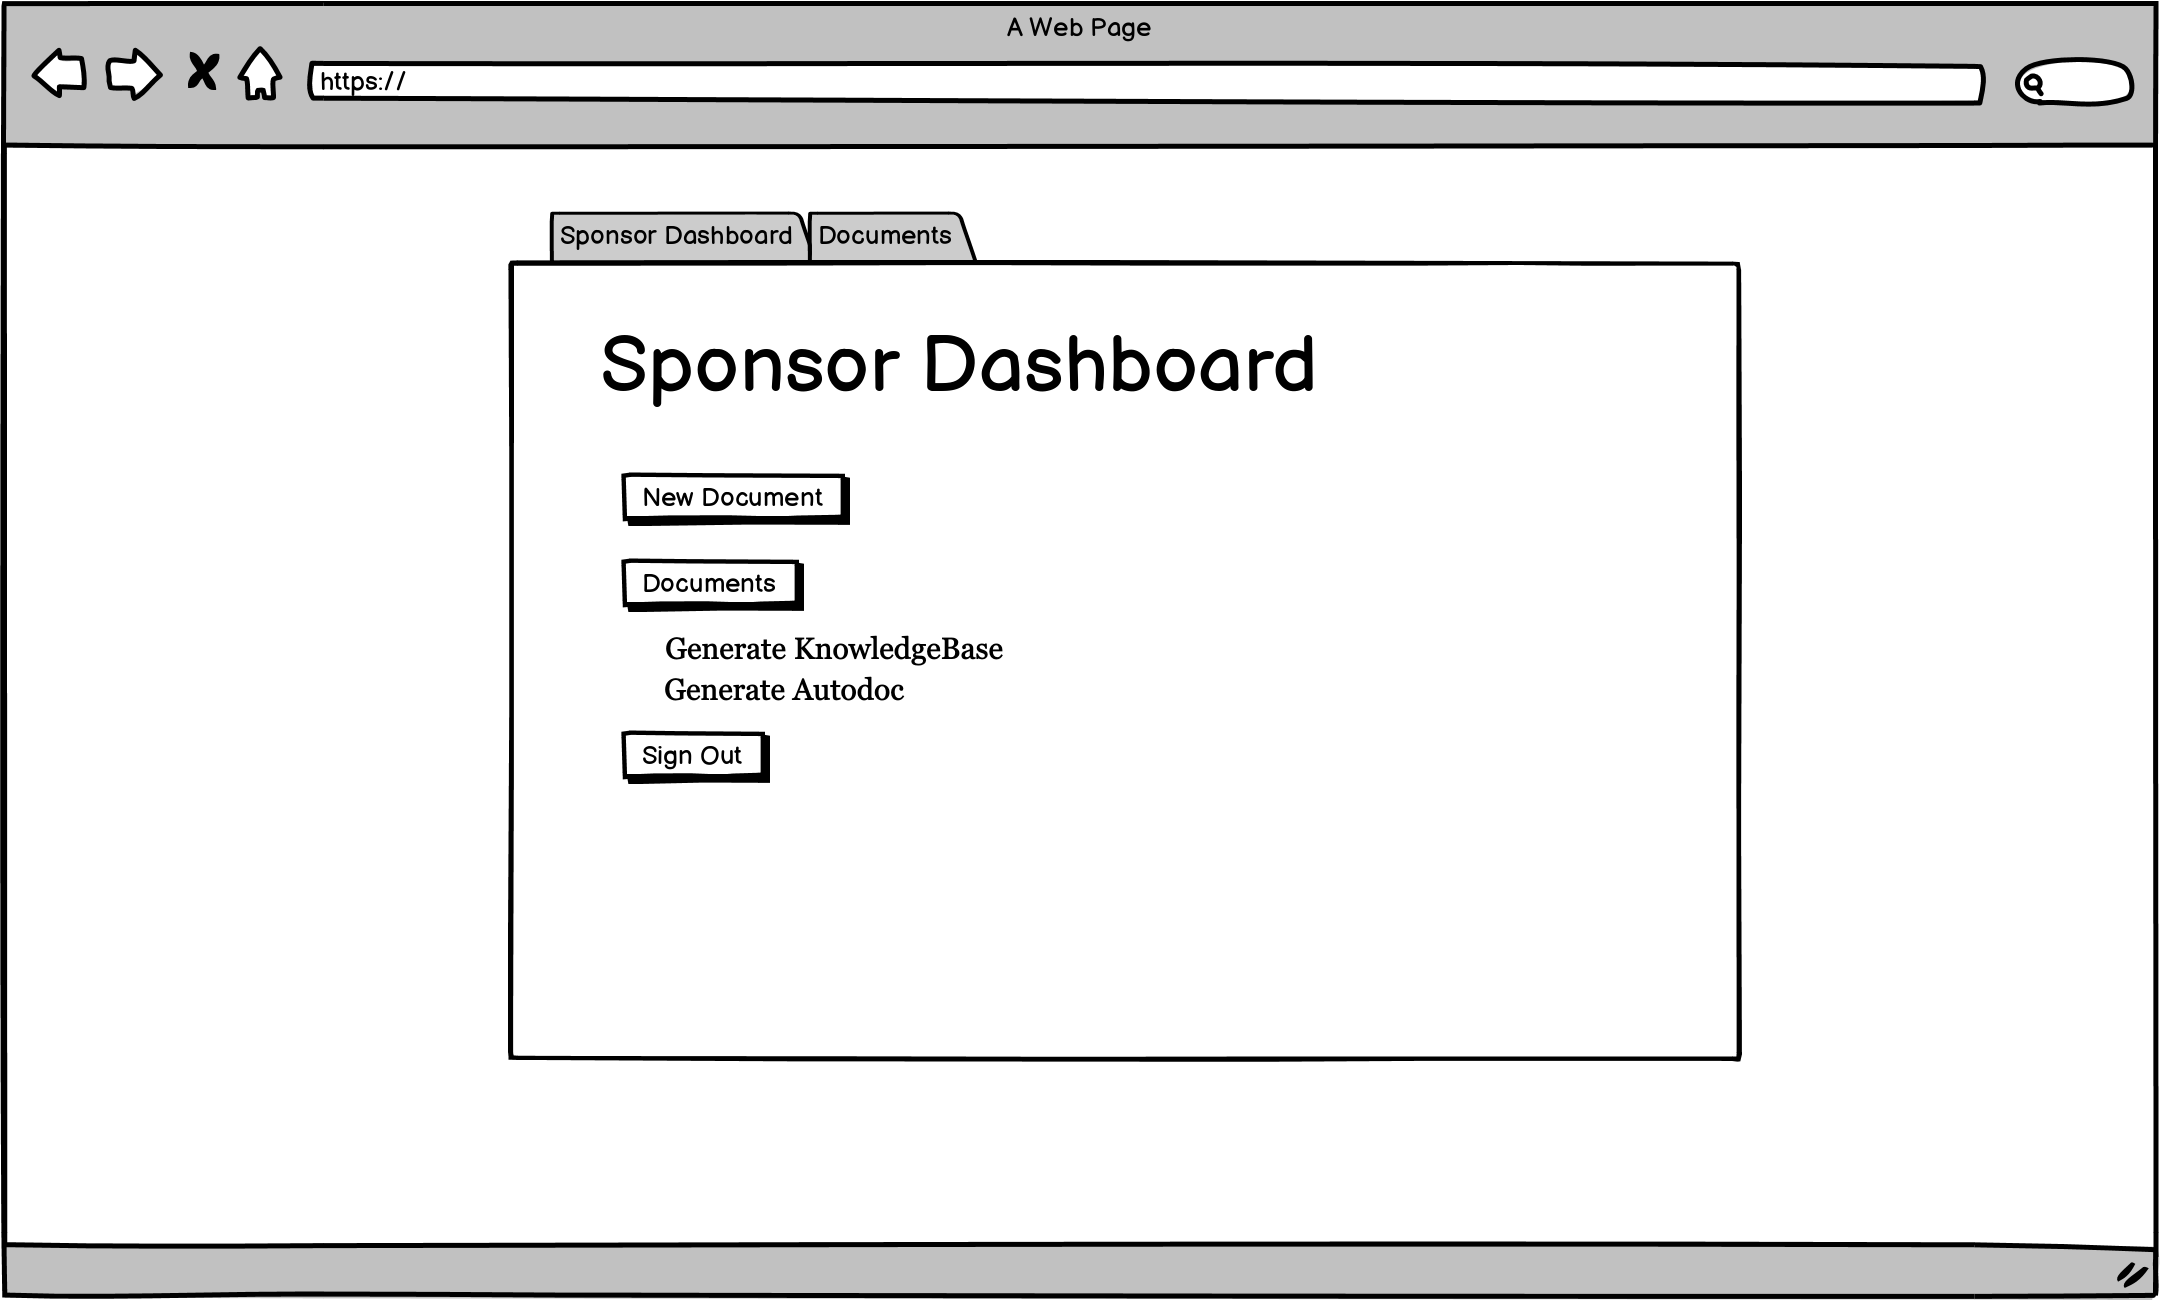 A Web Page
https://
Sponsor Dashboard
Documents
Sponsor Dashboard
New Document
Documents
Generate KnowledgeBase
Generate Autodoc
Sign Out